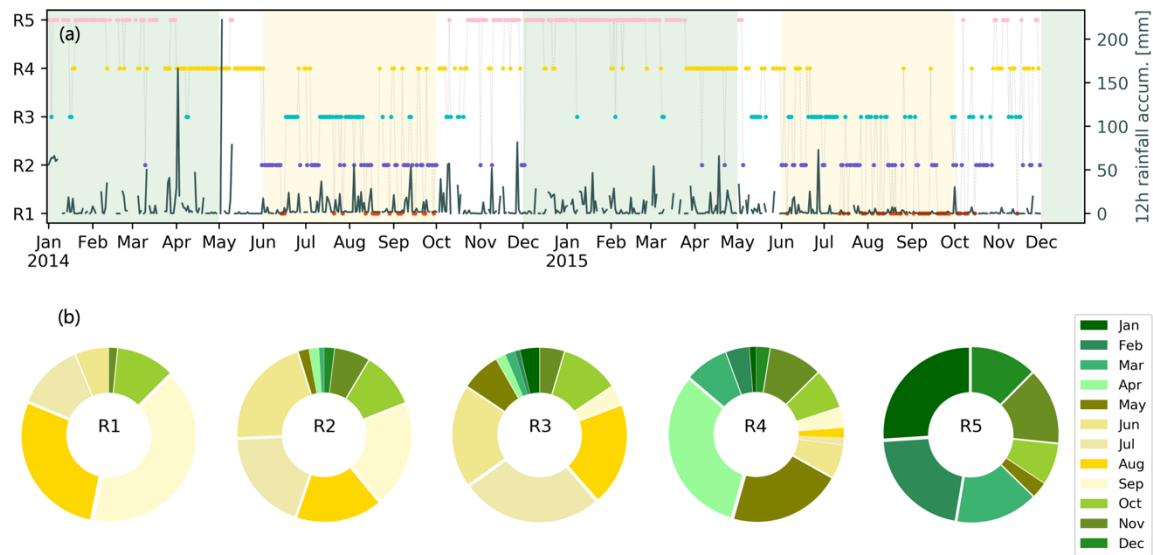 (a)
R5
R4
R3
R2
R1
200
150
100
50
0
12h rainfall accum. [mm]
Jan Feb Mar Apr May Jun Jul Aug Sep Oct Nov Dec Jan Feb Mar Apr May Jun Jul Aug Sep Oct Nov Dec
2014 2015
(b)
R1 R2 R3 R4 R5
Jan
Feb
Mar
Apr
May
Jun
Jul
Aug
Sep
Oct
Nov
Dec